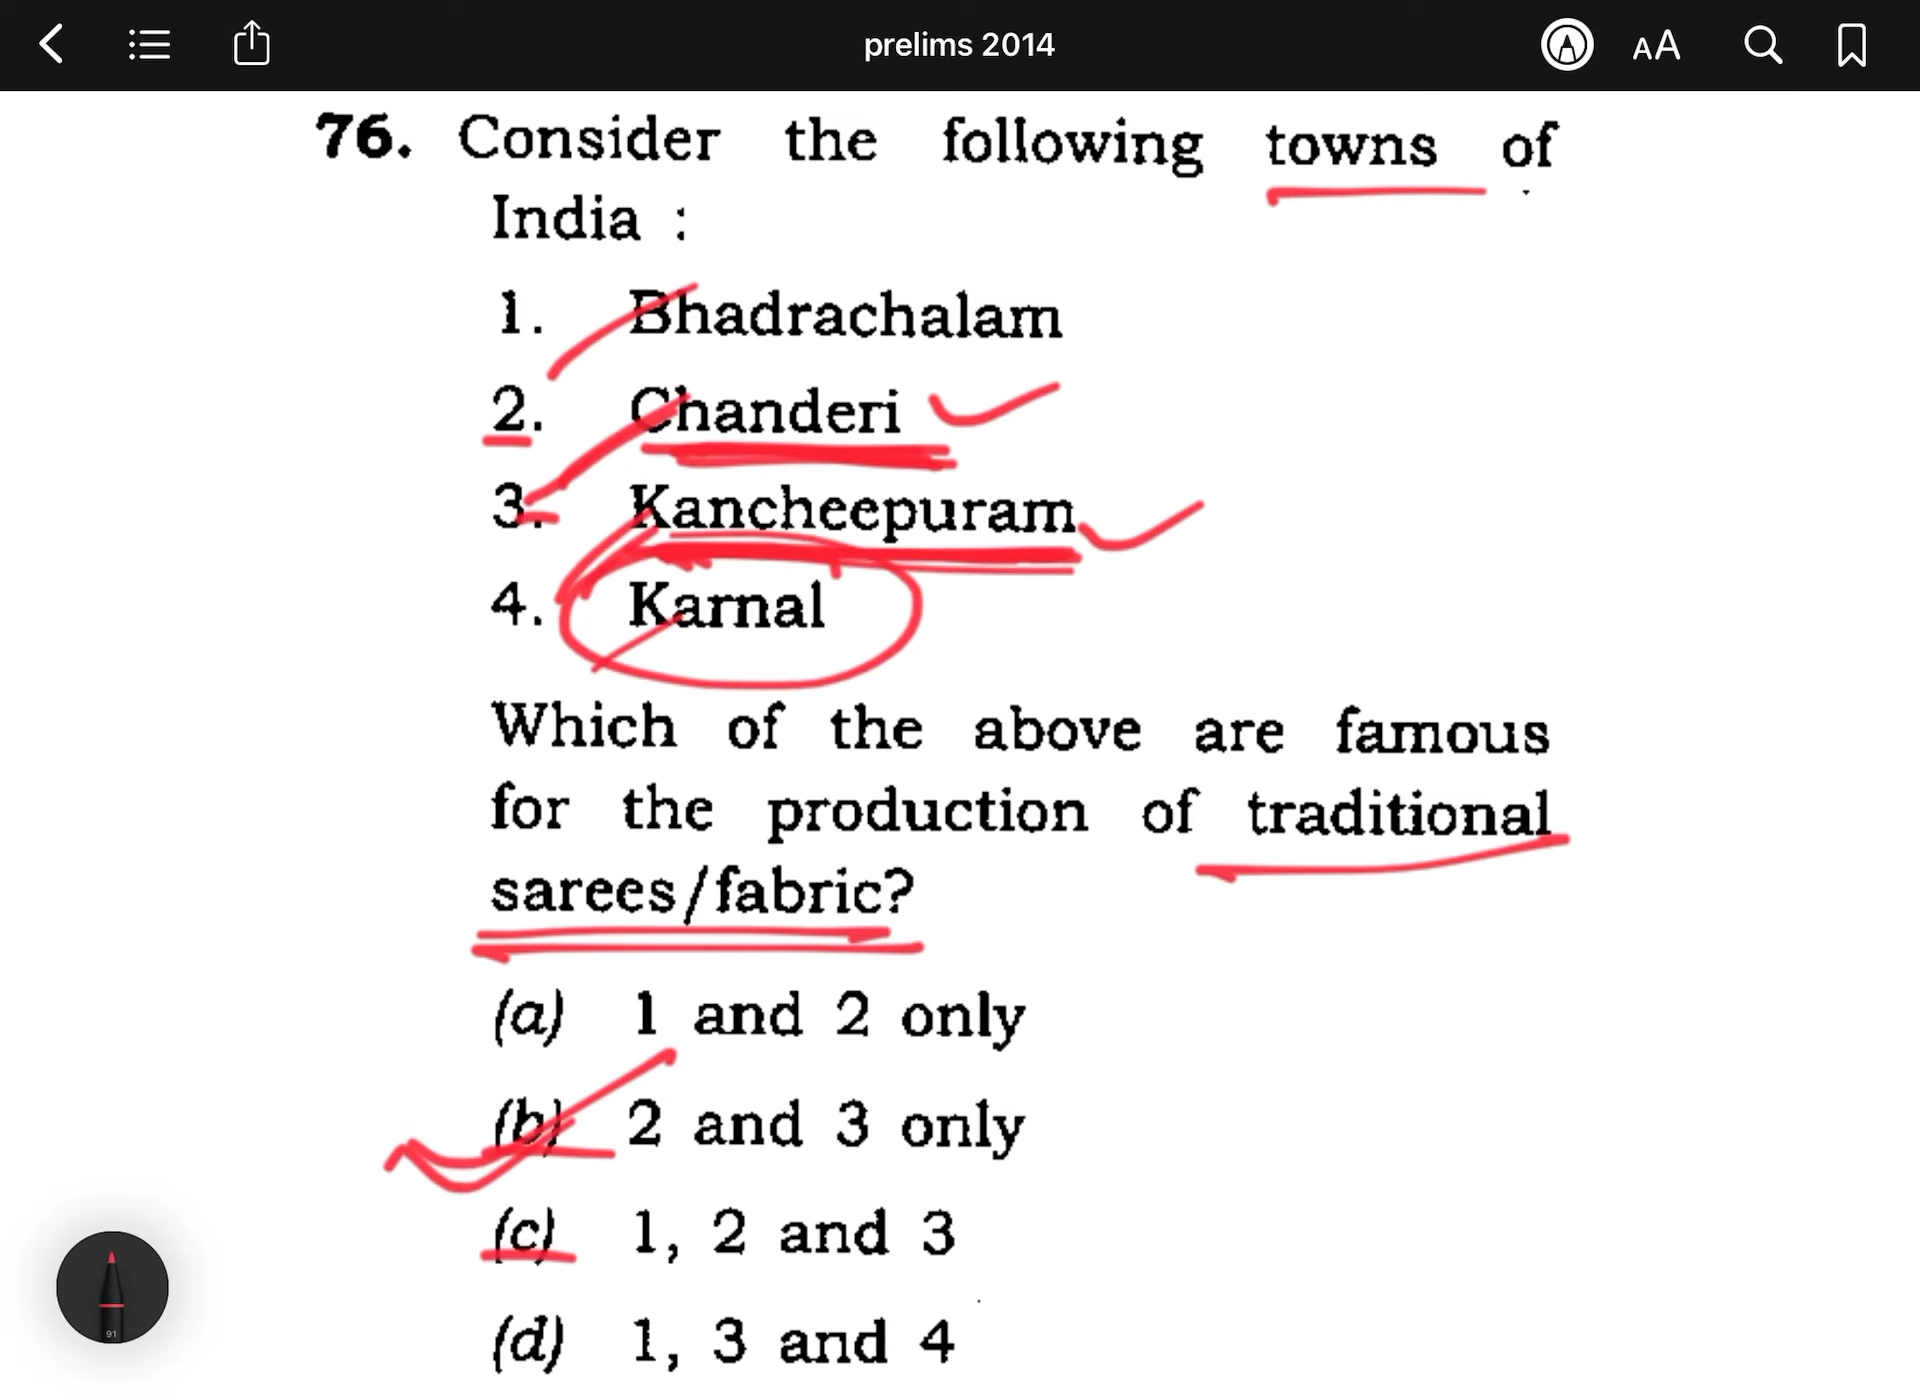 prelims 2014
AA
76. Consider the following towns of
India :
1. Bhadrachalam
2. Chanderi
3. Kancheepuram
4. Karnal
Which of the above are famous
for the production of traditional
sarees/fabric?
(a) 1 and 2 only
(b) 2 and 3 only
(c) 1, 2 and 3
(d) 1, 3 and 4
91